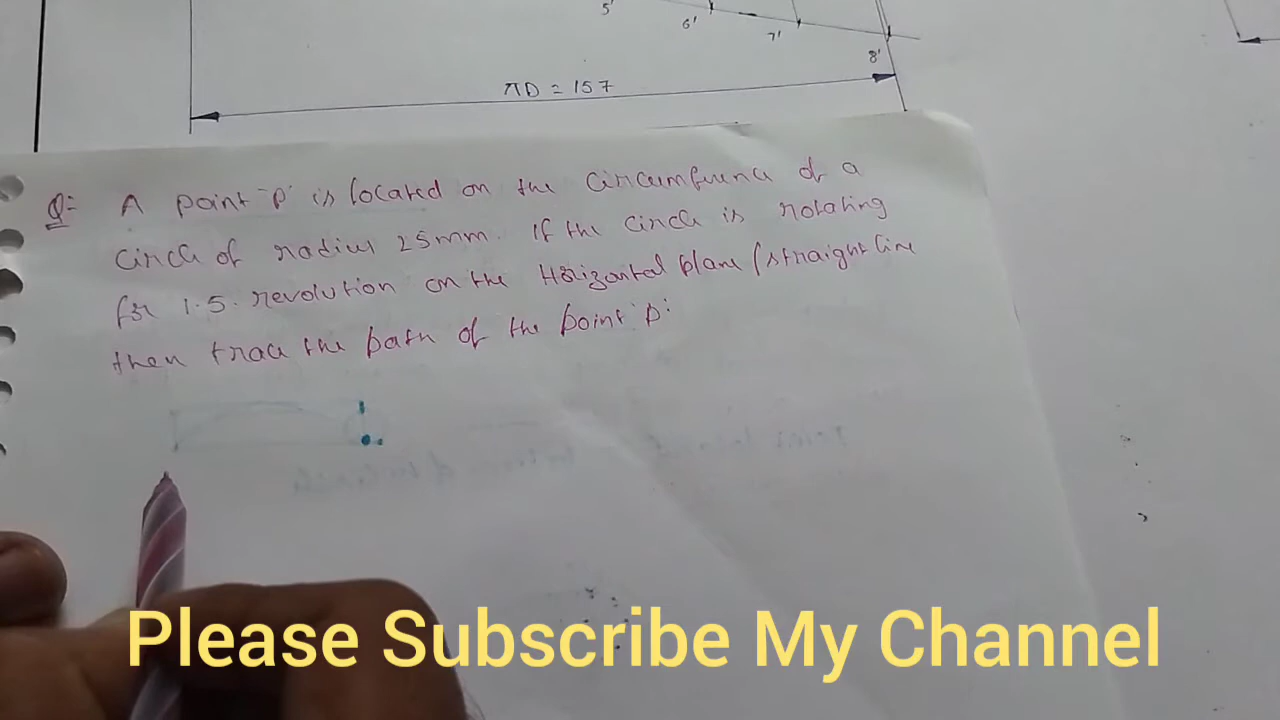 5'
6'
7'
8'
πD = 157
Q:- A point 'P' is located on the circumference of a
circle of radius 25mm. If the circle is rotating
for 1.5. revolution on the Horizontal plane (straight line
then trace the path of the point 'P'.
Please Subscribe My Channel